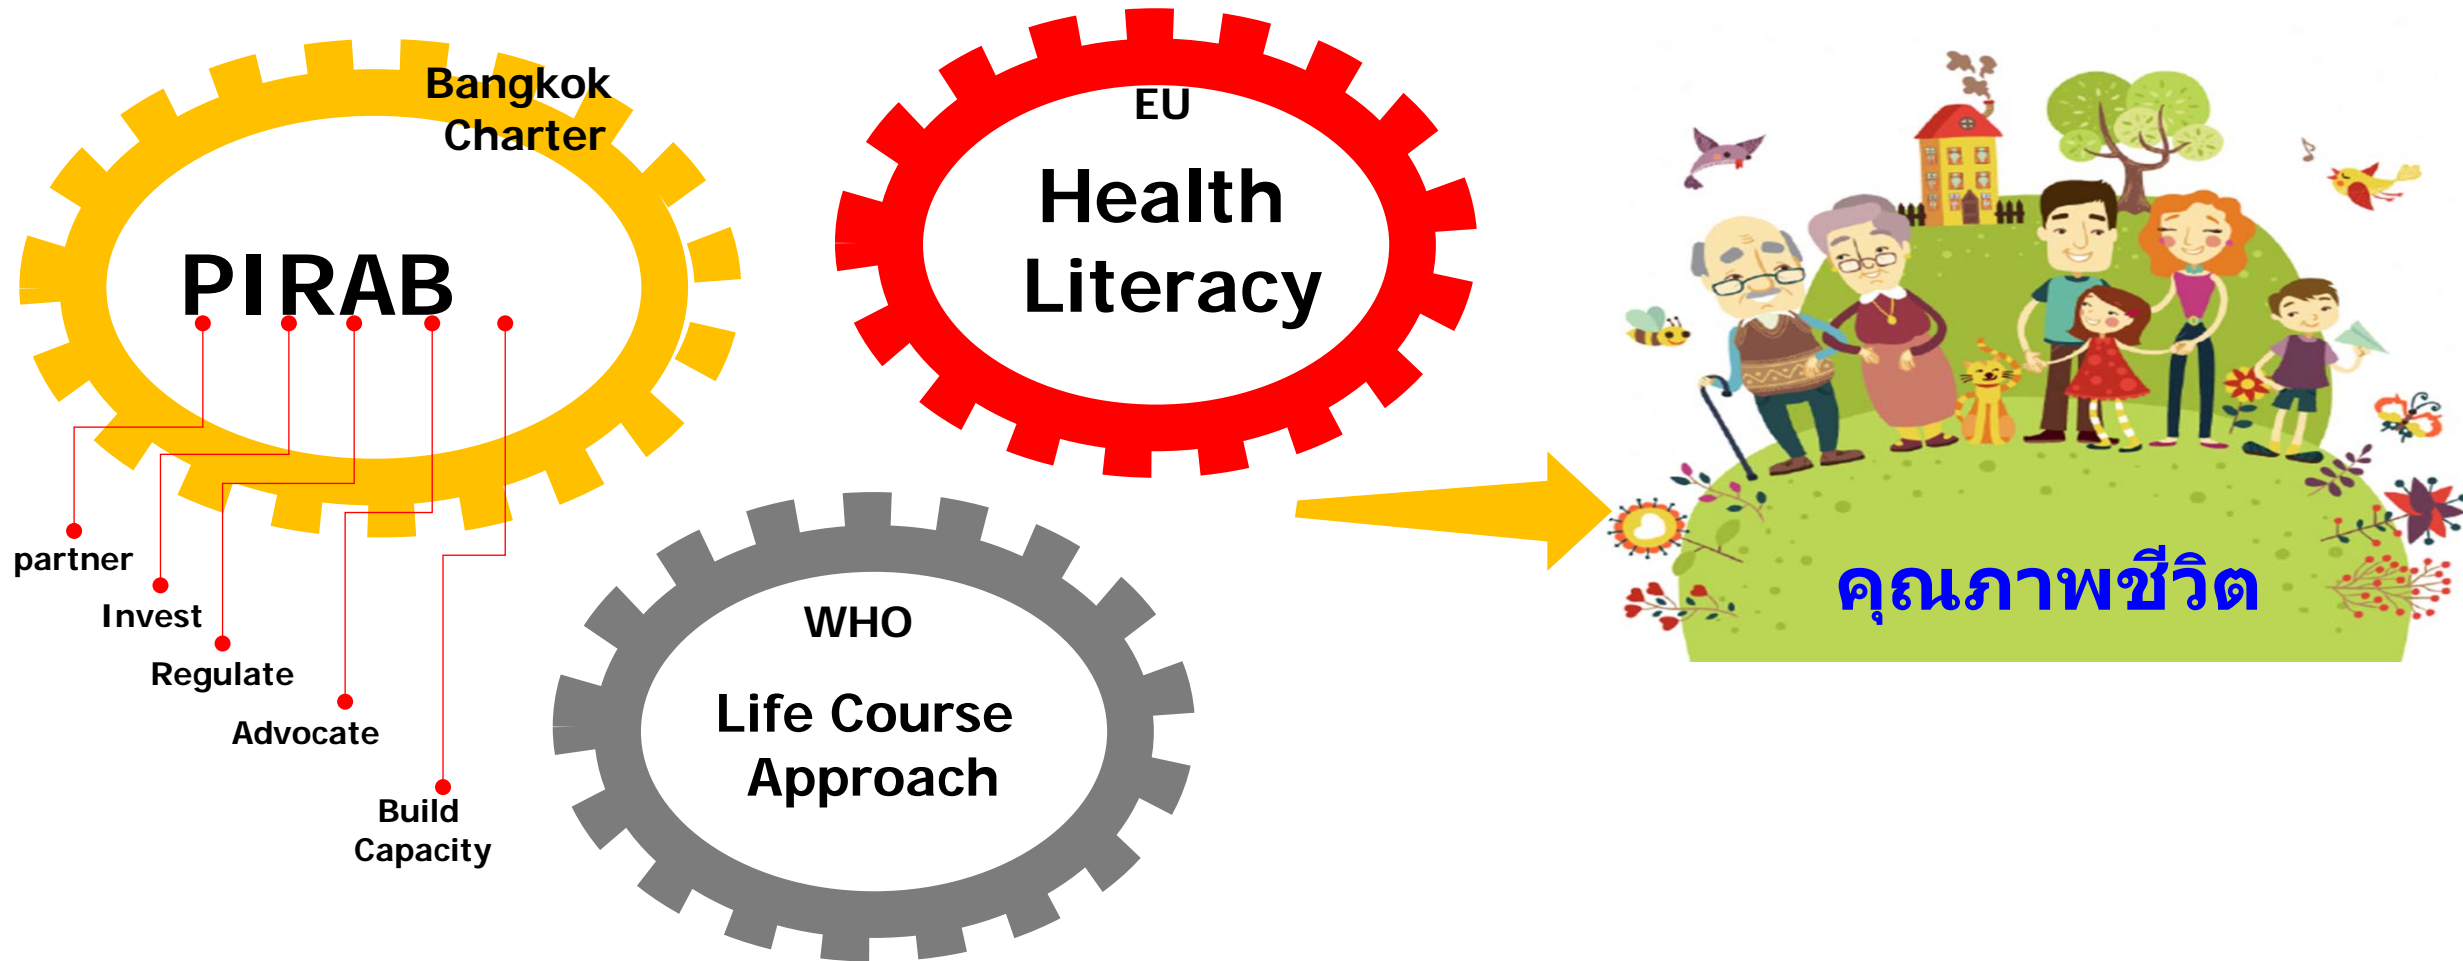 Bangkok
Charter
PIRAB
partner
Invest
Regulate
Advocate
Build
Capacity
EU
Health
Literacy
WHO
Life Course
Approach
คุณภาพชีวิต